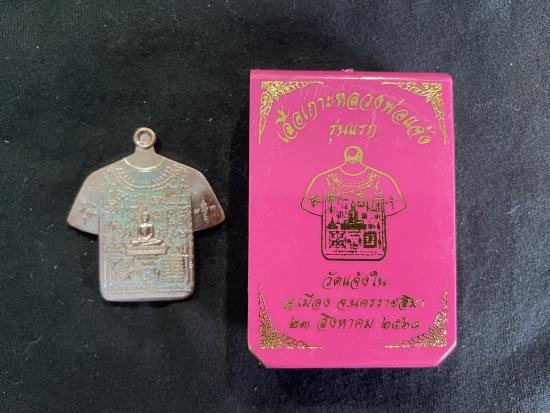 เสื้อเกาะหลวงพ่อแจ้ง
รุ่นแรก
วัดแจ้งใน
อ.เมือง จ.นครราชสีมา
๒๓ สิงหาคม ๒๕๖๔